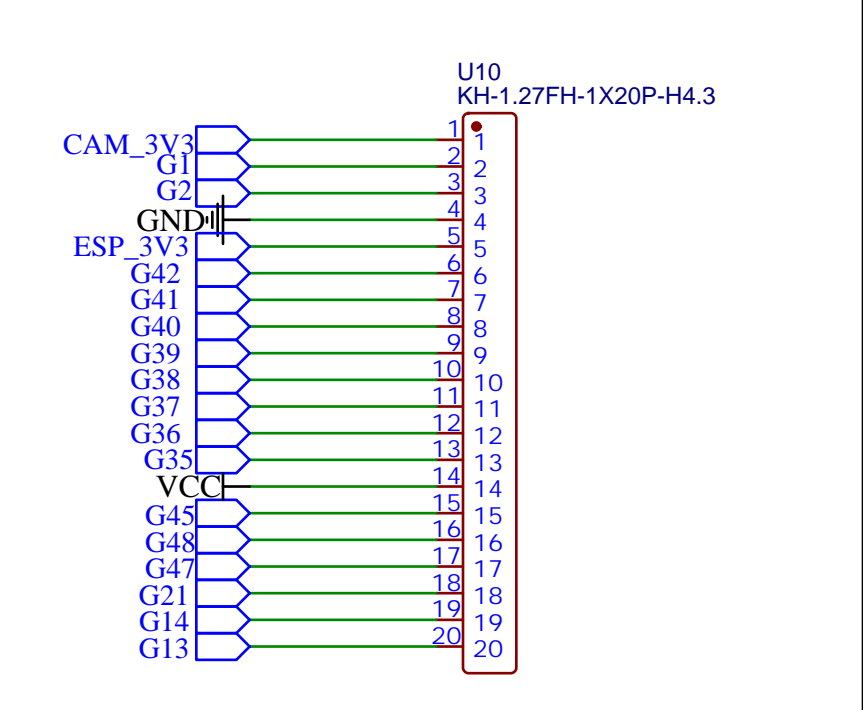 U10
KH-1.27FH-1X20P-H4.3
CAM_3V3 1 1
G1 2 2
G2 3 3
GND 4 4
ESP_3V3 5 5
G42 6 6
G41 7 7
G40 8 8
G39 9 9
G38 10 10
G37 11 11
G36 12 12
G35 13 13
VCC 14 14
G45 15 15
G48 16 16
G47 17 17
G21 18 18
G14 19 19
G13 20 20